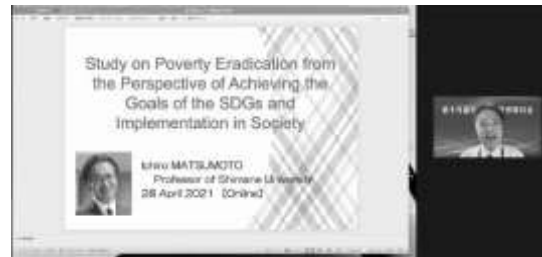 Study on Poverty Eradication from
the Perspective of Achieving the
Goals of the SDGs and
Implementation in Society
Ichiro MATSUMOTO
Professor of Shimane University
28 April 2021 [Online]